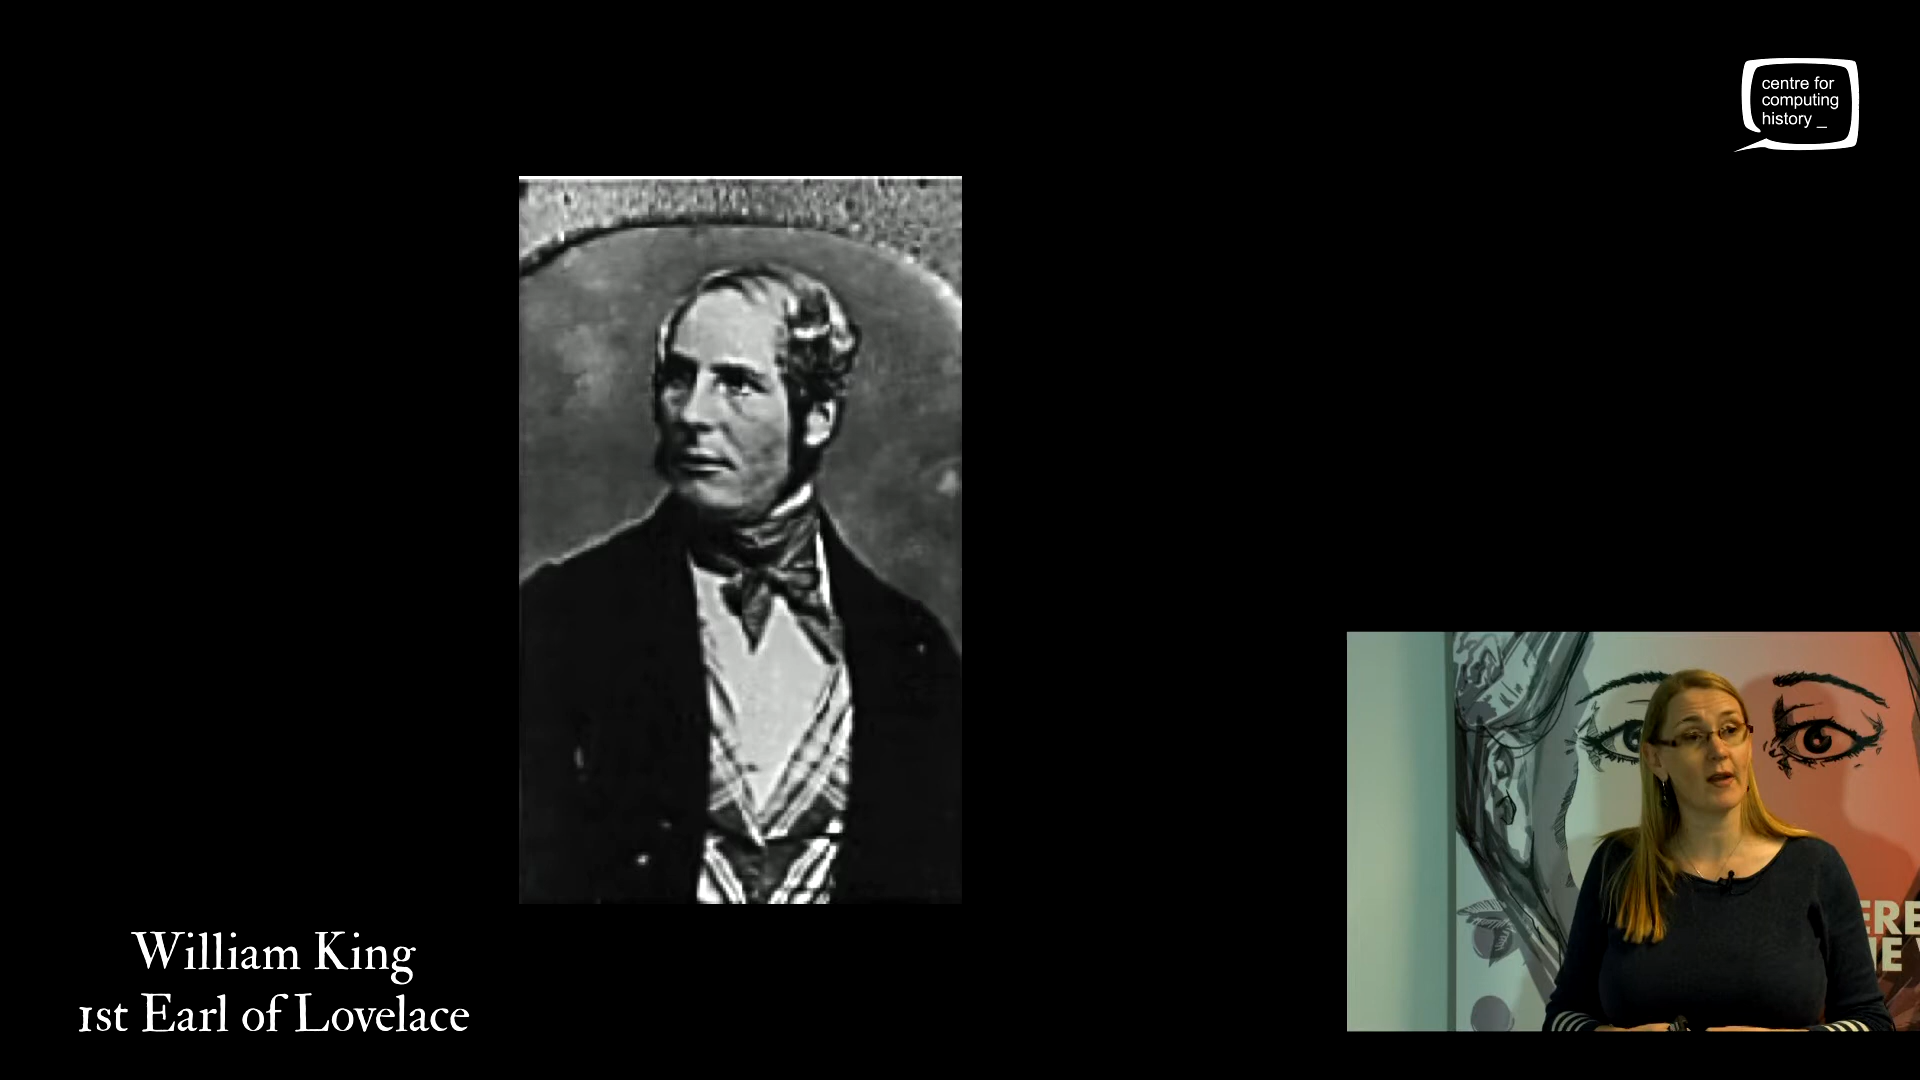 centre for
computing
history _
William King
1st Earl of Lovelace